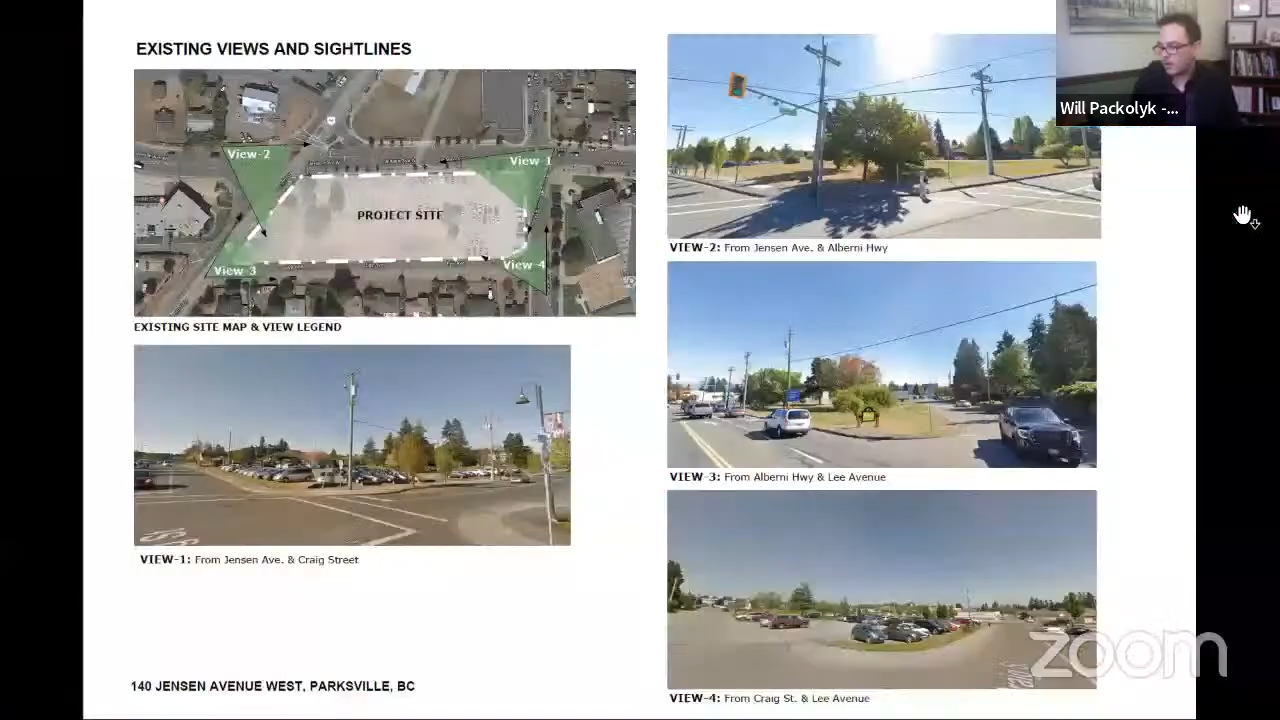 EXISTING VIEWS AND SIGHTLINES
View-2
View-1
PROJECT SITE
View-3
View-4
EXISTING SITE MAP & VIEW LEGEND
VIEW-1: From Jensen Ave. & Craig Street
140 JENSEN AVENUE WEST, PARKSVILLE, BC
Will Packolyk -...
VIEW-2: From Jensen Ave. & Alberni Hwy
VIEW-3: From Alberni Hwy & Lee Avenue
VIEW-4: From Craig St. & Lee Avenue
zoom